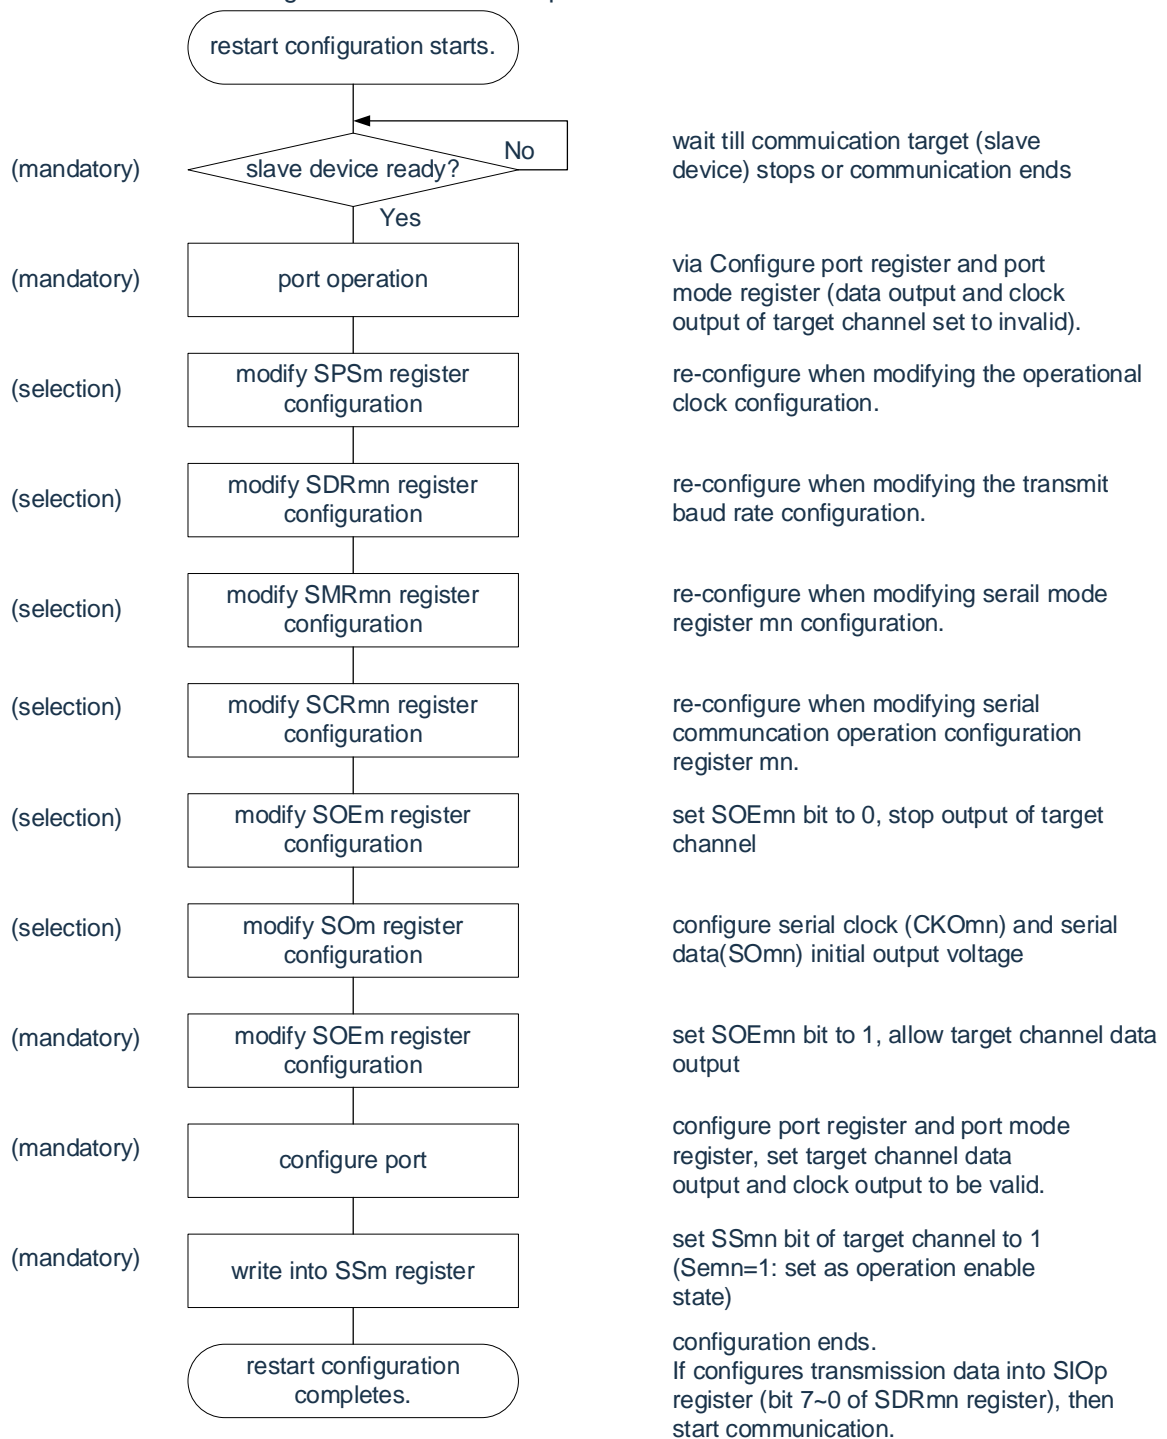 restart configuration starts.
(mandatory)
slave device ready?
No
wait till commuication target (slave
device) stops or communication ends
Yes
(mandatory)
port operation
via Configure port register and port
mode register (data output and clock
output of target channel set to invalid).
(selection)
modify SPSm register
configuration
re-configure when modifying the operational
clock configuration.
(selection)
modify SDRmn register
configuration
re-configure when modifying the transmit
baud rate configuration.
(selection)
modify SMRmn register
configuration
re-configure when modifying serail mode
register mn configuration.
(selection)
modify SCRmn register
configuration
re-configure when modifying serial
communcation operation configuration
register mn.
(selection)
modify SOEm register
configuration
set SOEmn bit to 0, stop output of target
channel
(selection)
modify SOm register
configuration
configure serial clock (CKOmn) and serial
data(SOmn) initial output voltage
(mandatory)
modify SOEm register
configuration
set SOEmn bit to 1, allow target channel data
output
(mandatory)
configure port
configure port register and port mode
register, set target channel data
output and clock output to be valid.
(mandatory)
write into SSm register
set SSmn bit of target channel to 1
(Semn=1: set as operation enable
state)
restart configuration
completes.
configuration ends.
If configures transmission data into SIOp
register (bit 7~0 of SDRmn register), then
start communication.